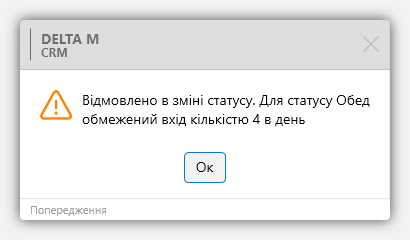 DELTA M
CRM
Відмовлено в зміні статусу. Для статусу Обед
обмежений вхід кількістю 4 в день
Ок
Попередження